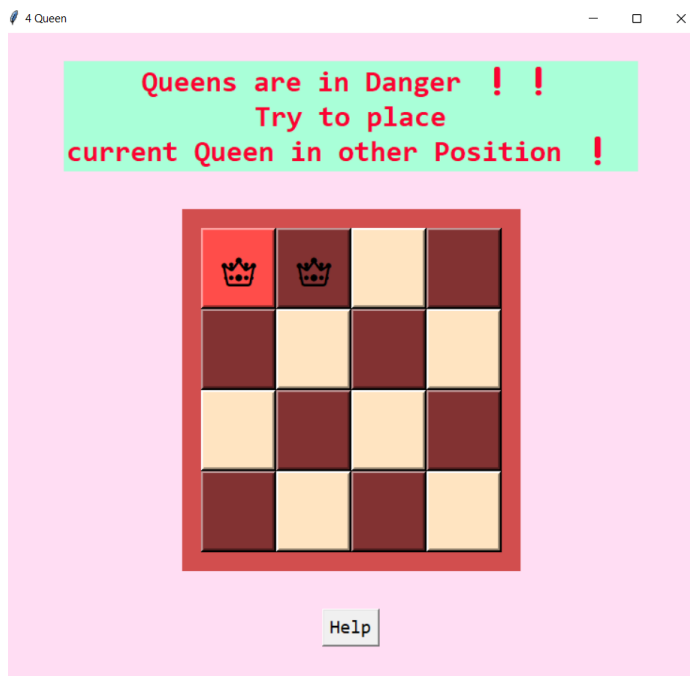 4 Queen
Queens are in Danger ❗❗
Try to place
current Queen in other Position ❗
Help